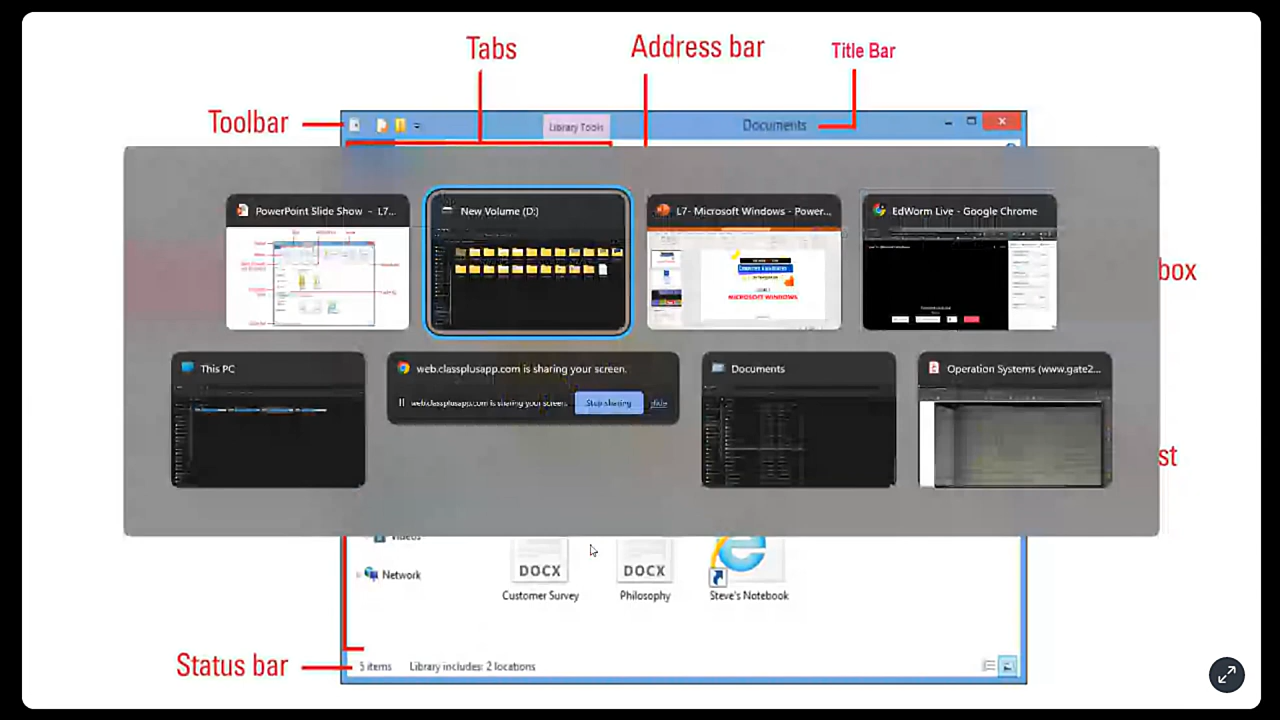 Tabs
Address bar
Title Bar
Toolbar
Library Tools
Documents
PowerPoint Slide Show - L7...
New Volume (D:)
L7- Microsoft Windows - Power...
EdWorm Live - Google Chrome
MICROSOFT WINDOWS
box
This PC
web.classplusapp.com is sharing your screen.
Documents
Operation Systems (www.gate2...
web.classplusapp.com is sharing your screen.
Stop sharing
Hide
st
Videos
Network
DOCX
DOCX
Customer Survey
Philosophy
Steve's Notebook
Status bar
5 items
Library includes: 2 locations